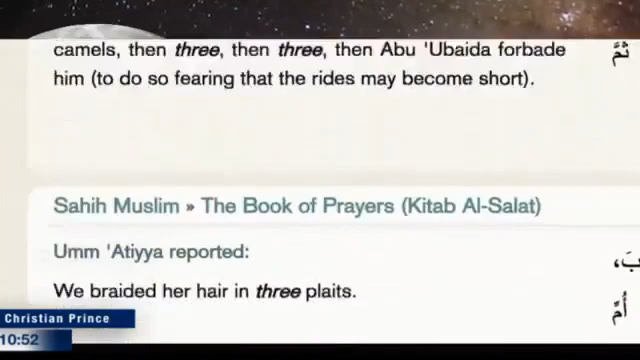 camels, then three, then three, then Abu 'Ubaida forbade
him (to do so fearing that the rides may become short).
ثُمَّ
Sahih Muslim » The Book of Prayers (Kitab Al-Salat)
Umm 'Atiyya reported:
We braided her hair in three plaits.
Christian Prince
10:52